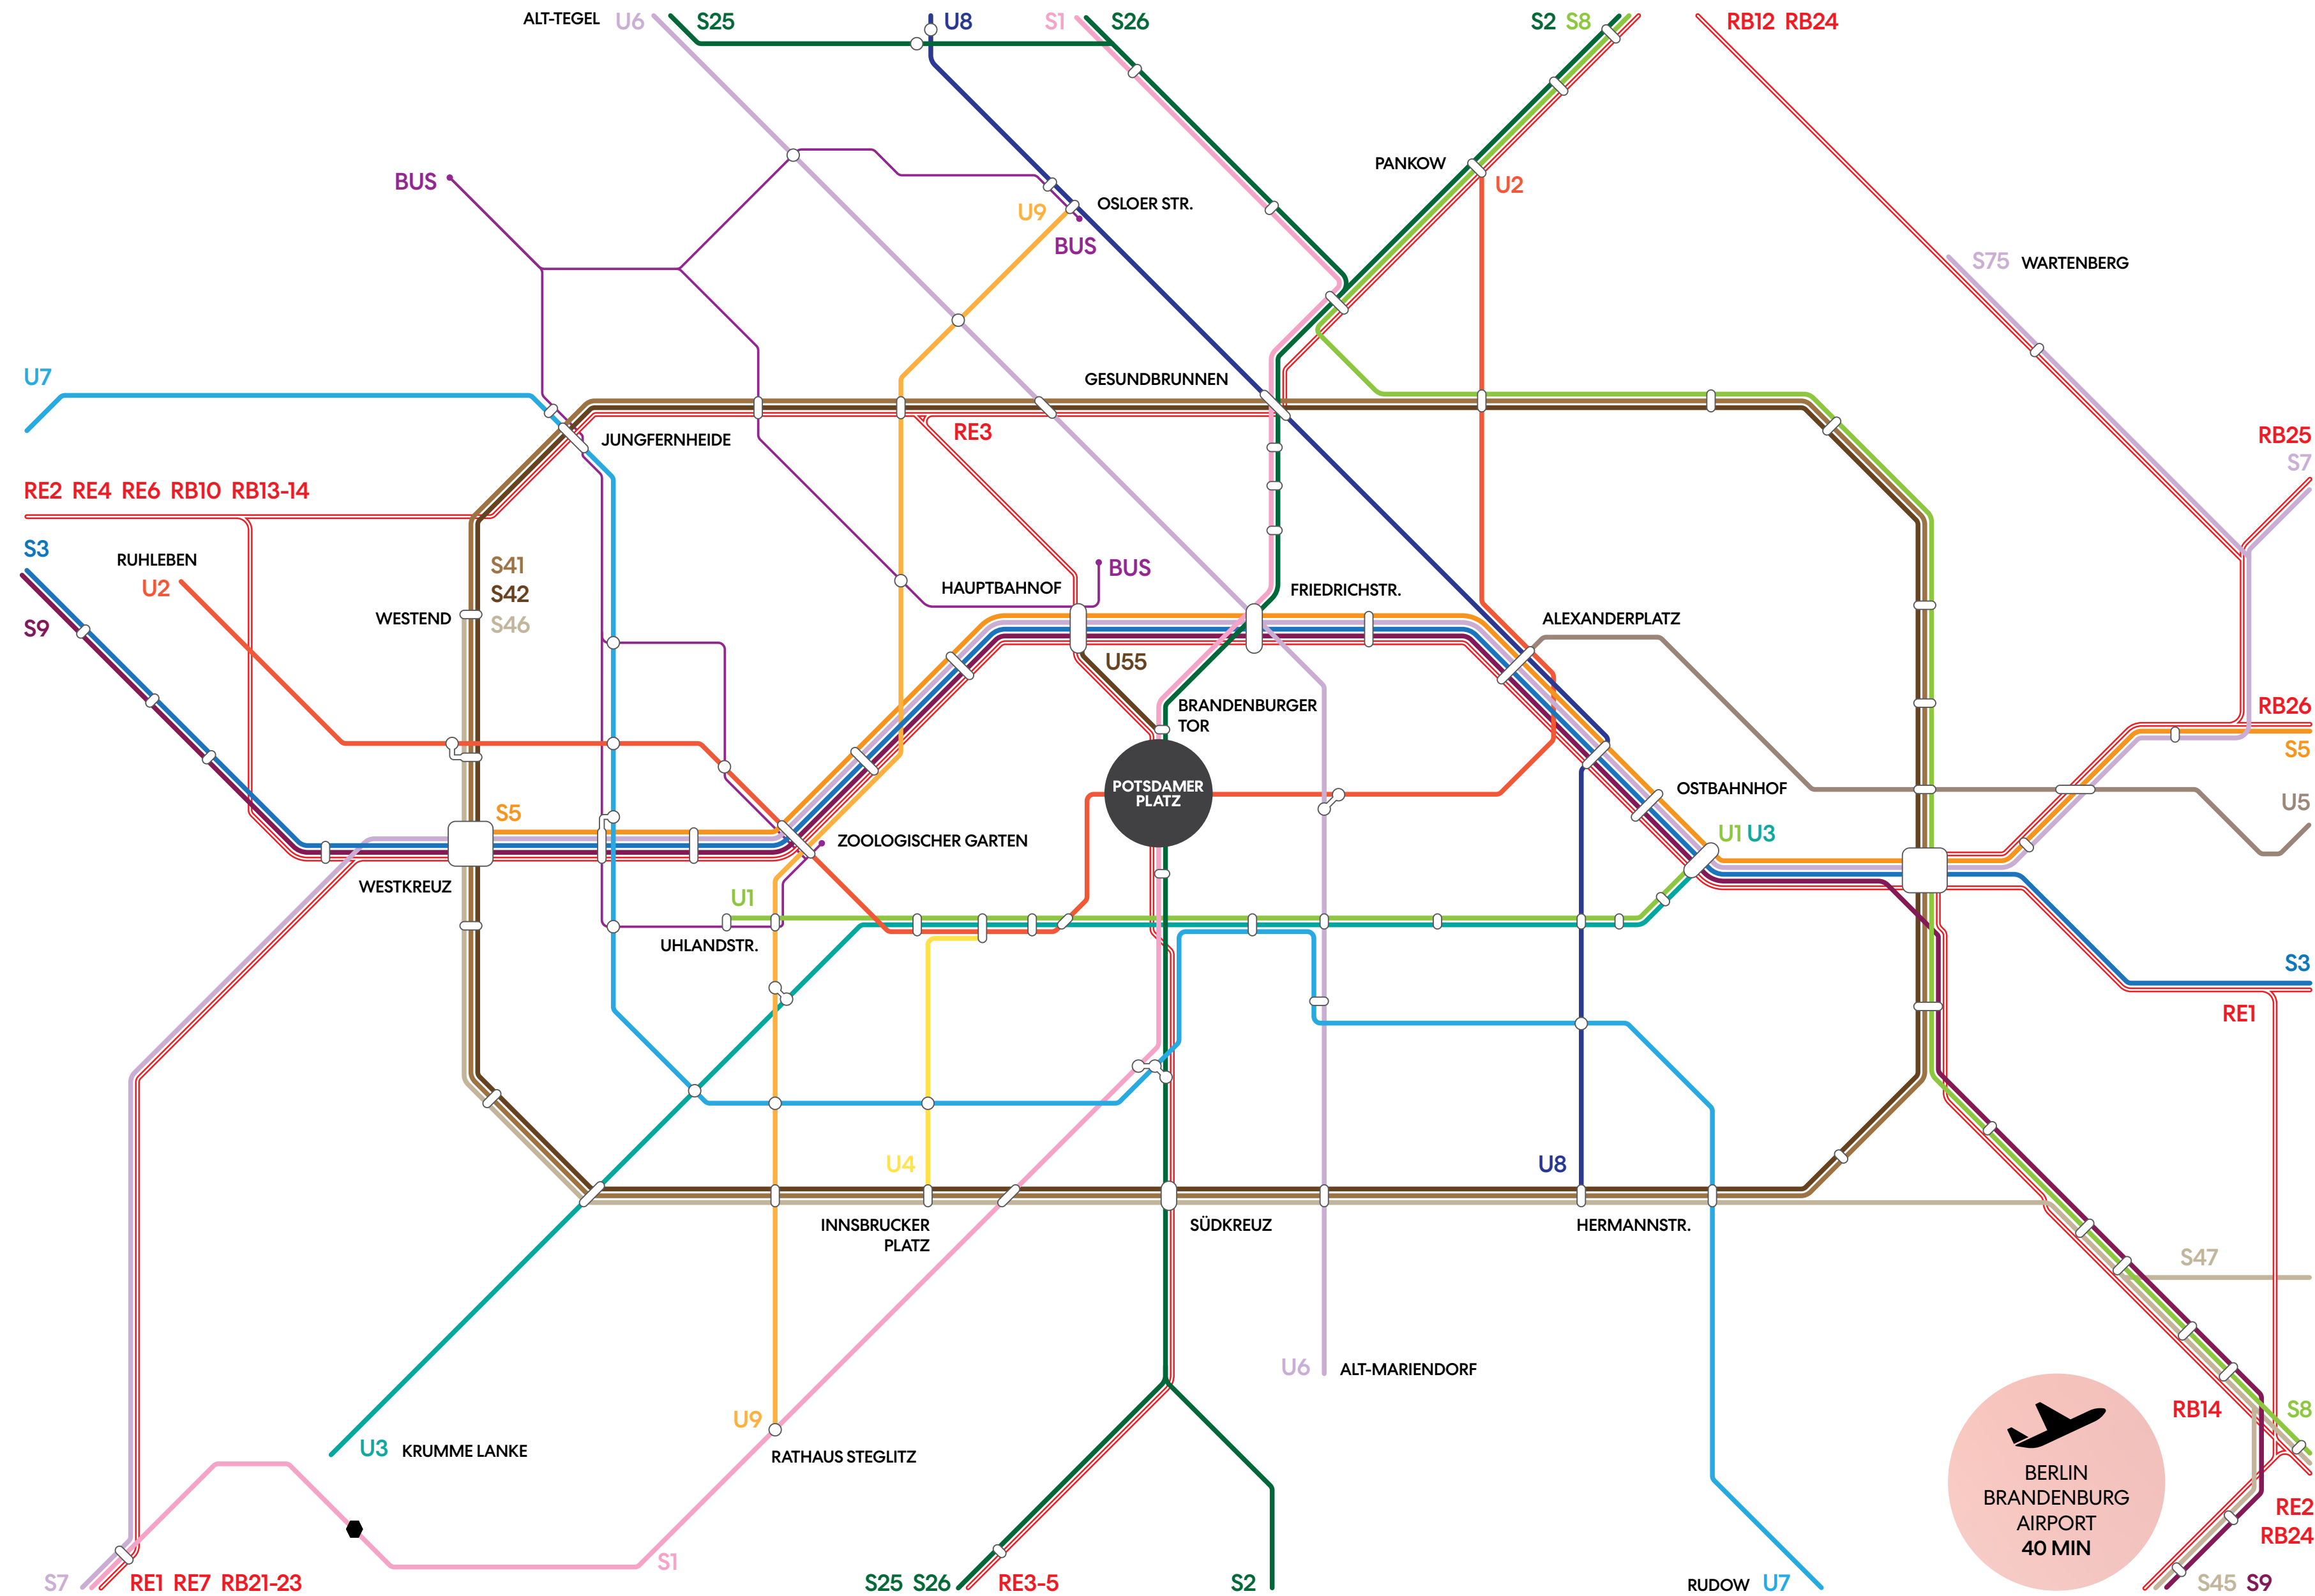 ALT-TEGEL U6 S25 U8 S1 S26 S2 S8 RB12 RB24
PANKOW
BUS
U2
OSLOER STR.
U9
BUS
S75 WARTENBERG
U7
GESUNDBRUNNEN
RE3
JUNGFERNHEIDE
RB25
S7
RE2 RE4 RE6 RB10 RB13-14
S3
RUHLEBEN
U2
S41
S42
S46
WESTEND
S9
HAUPTBAHNOF
BUS
FRIEDRICHSTR.
ALEXANDERPLATZ
U55
BRANDENBURGER
TOR
RB26
S5
POTSDAMER
PLATZ
OSTBAHNHOF
U5
S5
U1 U3
ZOOLOGISCHER GARTEN
WESTKREUZ
U1
UHLANDSTR.
S3
RE1
U4
U8
INNSBRUCKER
PLATZ
SÜDKREUZ
HERMANNSTR.
S47
U6 ALT-MARIENDORF
U9
RATHAUS STEGLITZ
U3 KRUMME LANKE
RB14
S8
BERLIN
BRANDENBURG
AIRPORT
40 MIN
RE2
RB24
S1
S7 RE1 RE7 RB21-23
S25 S26 RE3-5
S2
RUDOW U7
S45 S9